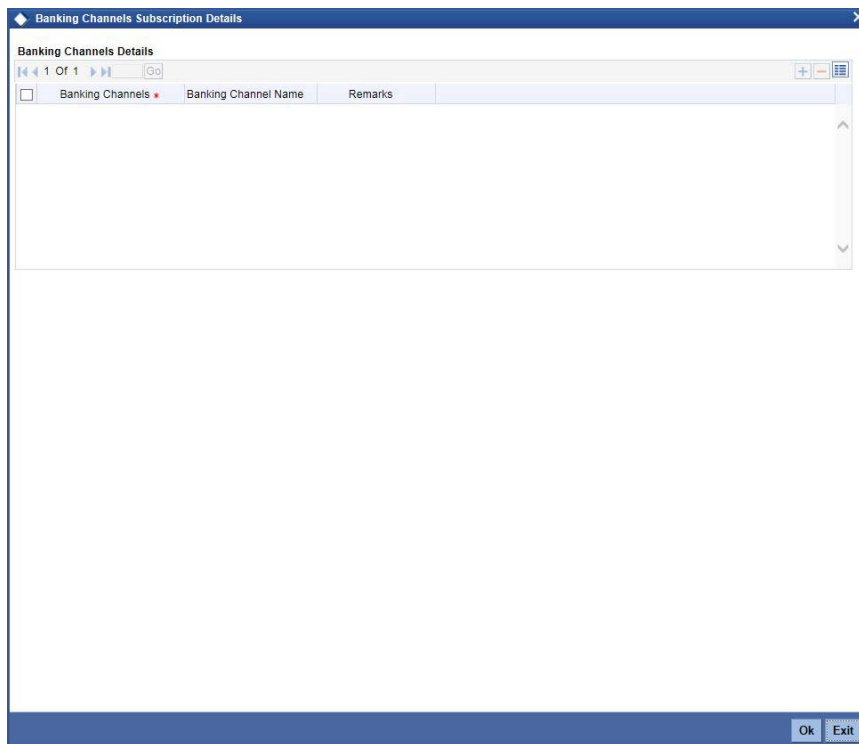 Banking Channels Subscription Details
Banking Channels Details
1 Of 1 Go
Banking Channels * Banking Channel Name Remarks
Ok Exit